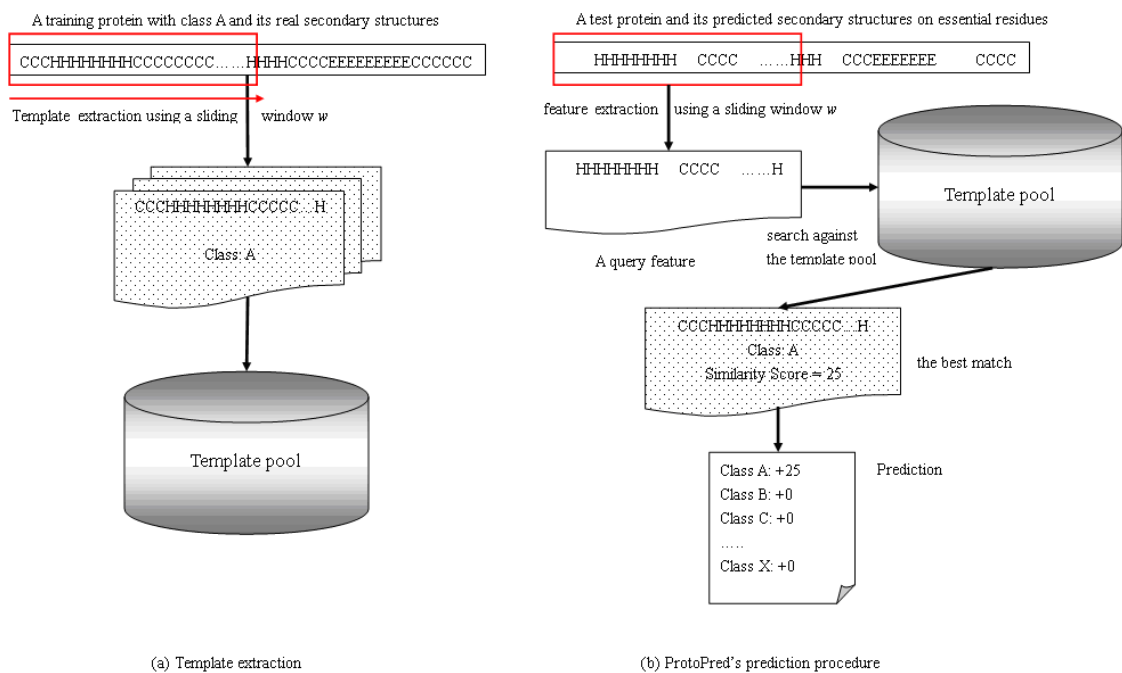 A training protein with class A and its real secondary structures
CCCHHHHHHHHCCCCCCCC……HHHHCCCCEEEEEEEEECCCCCC
Template extraction using a sliding window w
CCCHHHHHHHHCCCCC…H
Class: A
Template pool
(a) Template extraction
A test protein and its predicted secondary structures on essential residues
HHHHHHHH CCCC ……HHH CCCEEEEEEE CCCC
feature extraction using a sliding window w
HHHHHHHH CCCC ……H
A query feature
search against
the template pool
Template pool
CCCHHHHHHHHCCCCC…H
Class: A
Similarity Score = 25
the best match
Class A: +25
Class B: +0
Class C: +0
…..
Class X: +0
Prediction
(b) ProtoPred's prediction procedure